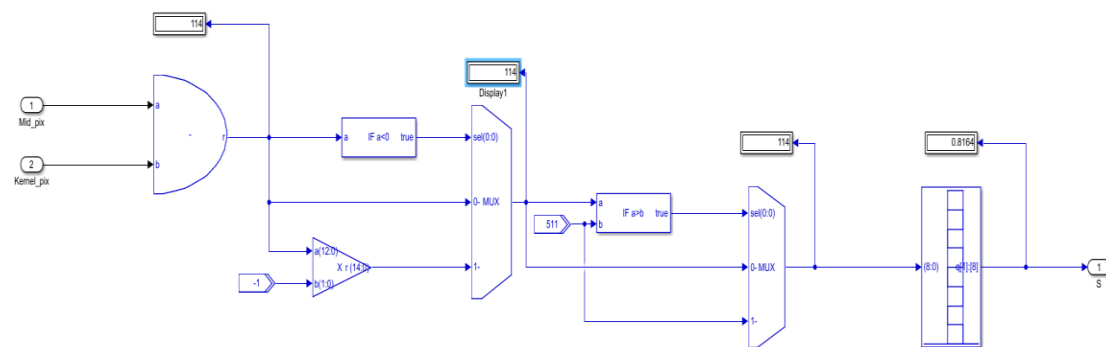 114
1
Mid_pix
2
Kernel_pix
a
-
r
b
a IF a<0 true
a(12:0)
X r (14:0)
b(1:0)
-1
114
Display1
sel(0:0)
0- MUX
1-
511
a IF a>b true
b
114
sel(0:0)
0- MUX
1-
0.8164
(8:0) q[1]:[8]
1
S